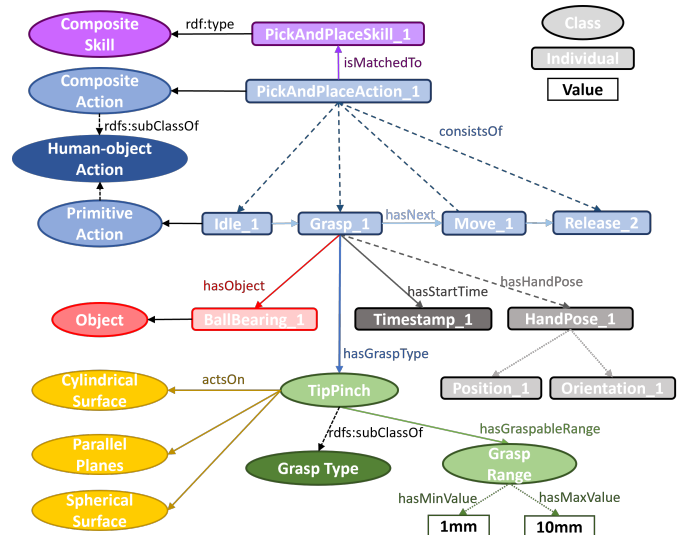 Composite
Skill
rdf:type
PickAndPlaceSkill_1
Class
isMatchedTo
Individual
Composite
Action
PickAndPlaceAction_1
Value
rdfs:subClassOf
consistsOf
Human-object
Action
Primitive
Action
Idle_1
Grasp_1
hasNext
Move_1
Release_2
hasObject
hasStartTime
hasHandPose
Object
BallBearing_1
Timestamp_1
HandPose_1
hasGraspType
Cylindrical
Surface
actsOn
TipPinch
Position_1
Orientation_1
Parallel
Planes
rdfs:subClassOf
hasGraspableRange
Grasp Type
Grasp
Range
Spherical
Surface
hasMinValue
hasMaxValue
1mm
10mm